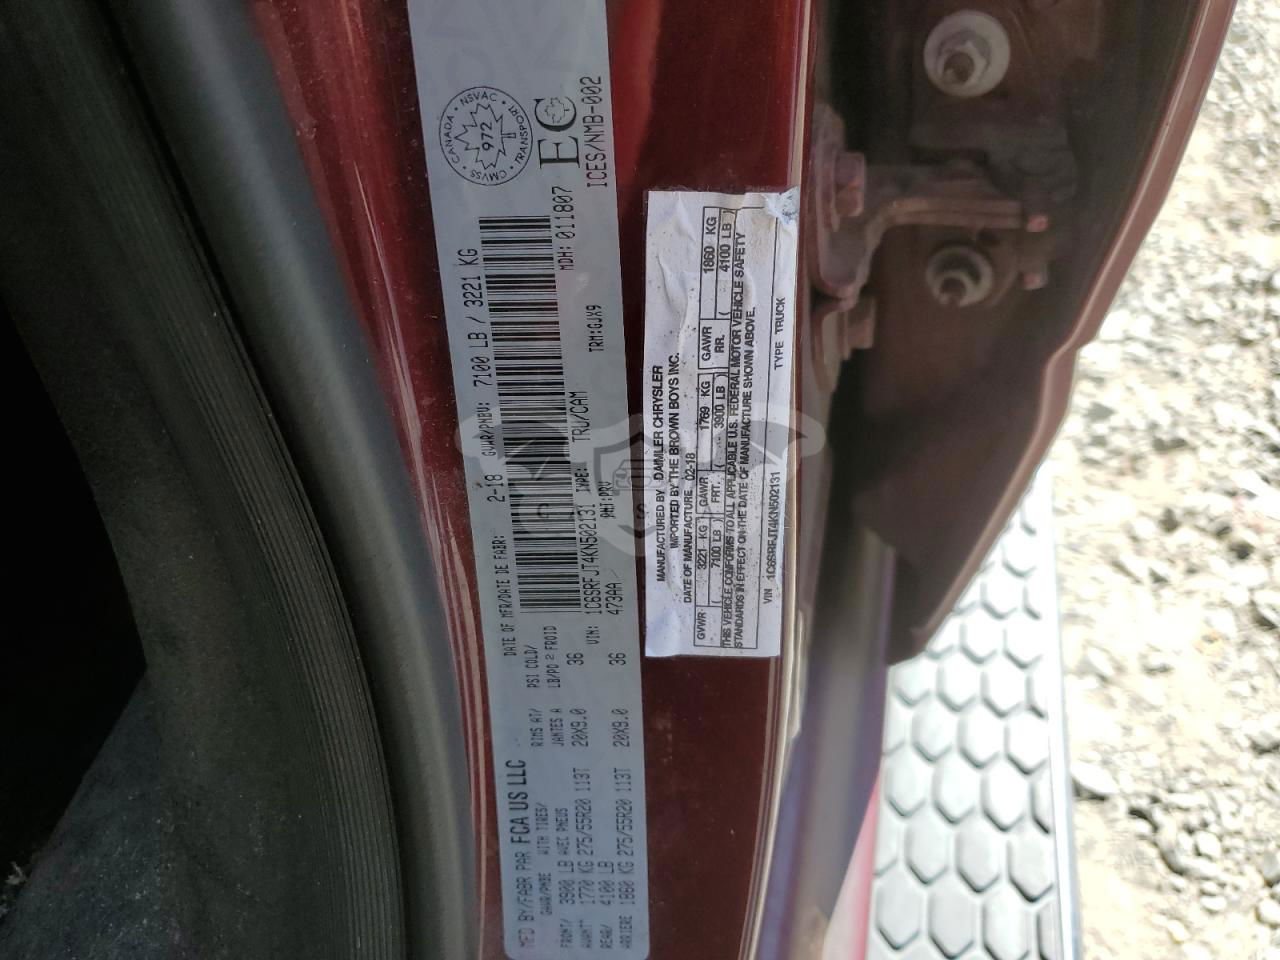 MFD BY/FABR PAR FCA US LLC
DATE OF MFR/DATE DE FABR: 2-18
GVWR/PNBV: 7100 LB / 3221 KG
GAWR/PNBE WITH TIRES/
RIMS AT/
PSI COLD/
AVEC PNEUS
JANTES A
LB/PO 2 FROID
FRONT/ 3900 LB
AVANT 1770 KG 275/55R20 113T 20X9.0 36
REAR/ 4100 LB
ARRIERE 1860 KG 275/55R20 113T 20X9.0 36
VIN: 1C6SRFJT4KN502131 TYPE: TRU/CAM
473AA PNT:PRV TRM:GJX9
MDH: 011807
CANADA · NSVAC · TRANSPORT · CMVSS
972
EC
ICES/NMB-002
MANUFACTURED BY DAIMLER CHRYSLER
IMPORTED BY THE BROWN BOYS INC.
DATE OF MANUFACTURE 02-18
GVWR 3221 KG GAWR 1769 KG GAWR 1860 KG
7100 LB FRT. ( 3900 LB ) RR. ( 4100 LB )
THIS VEHICLE CONFORMS TO ALL APPLICABLE U.S. FEDERAL MOTOR VEHICLE SAFETY
STANDARDS IN EFFECT ON THE DATE OF MANUFACTURE SHOWN ABOVE.
VIN 1C6SRFJT4KN502131 TYPE TRUCK